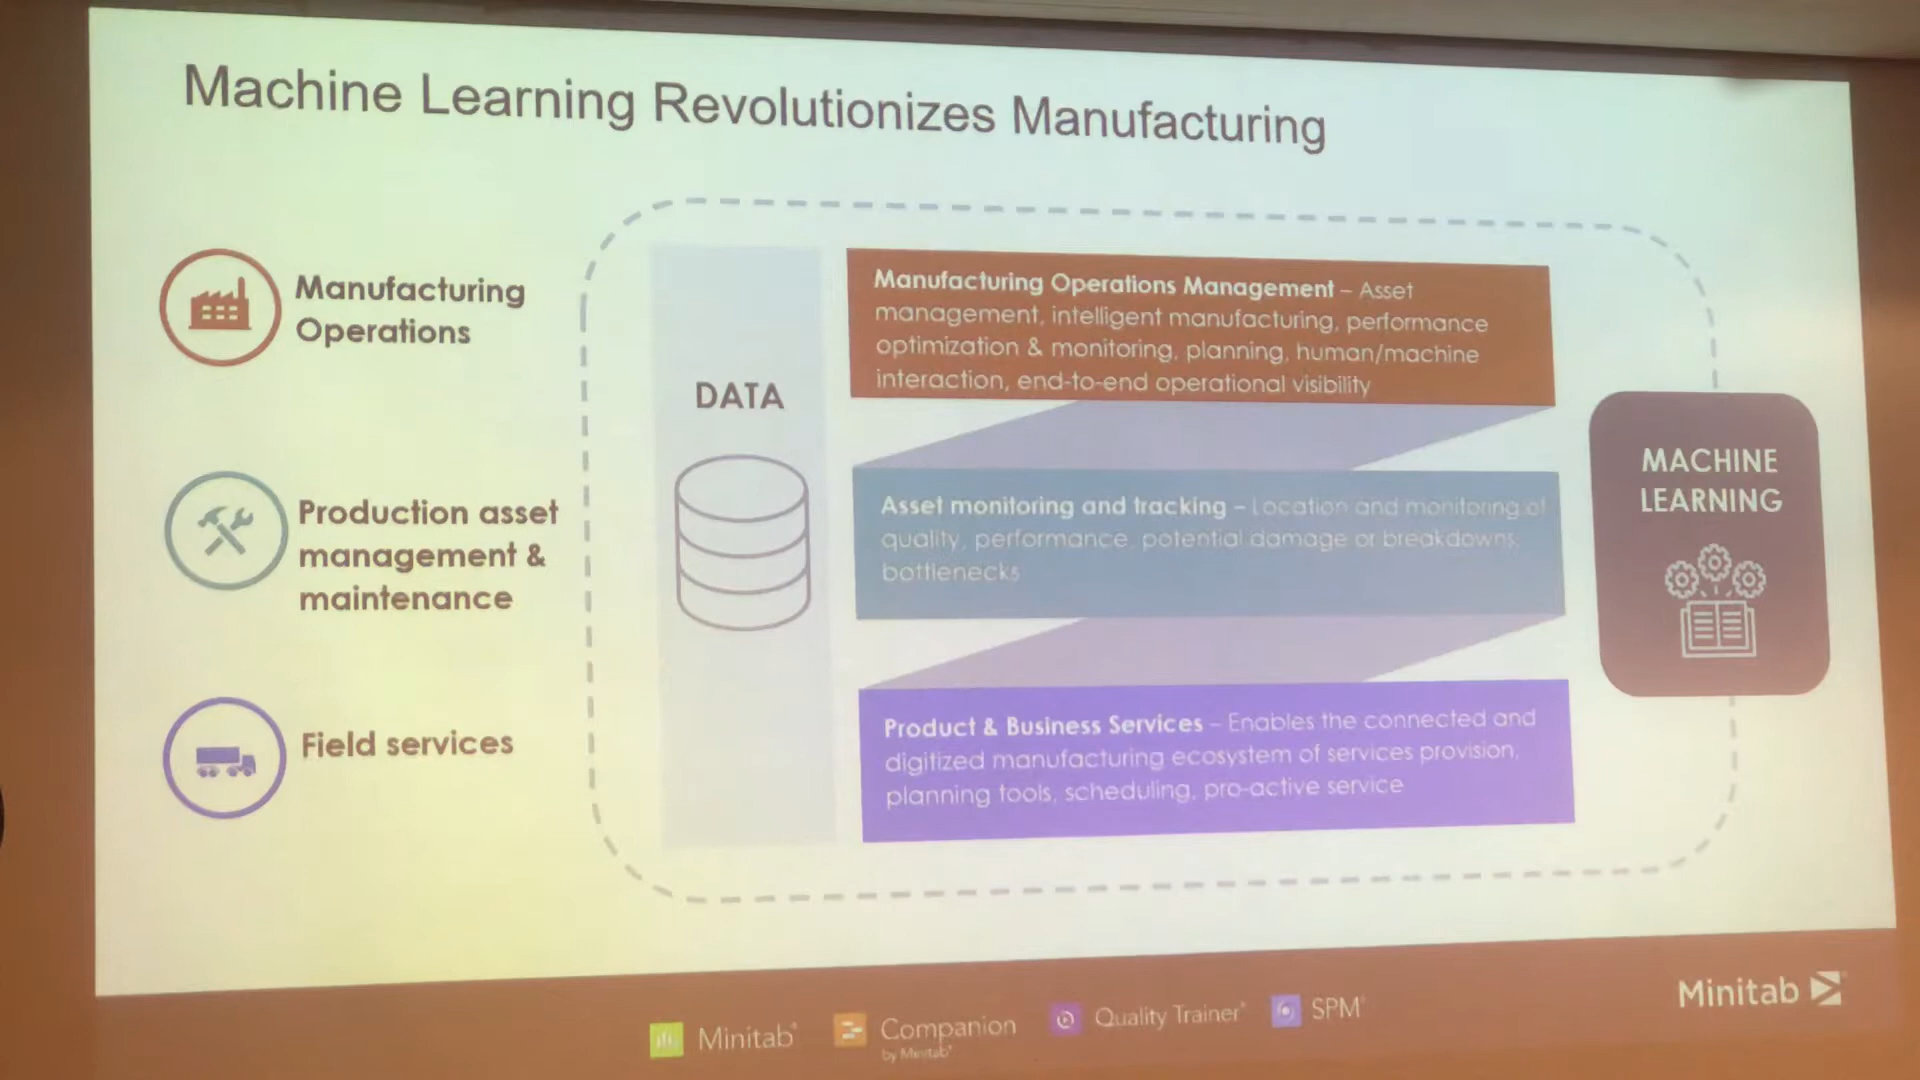 Machine Learning Revolutionizes Manufacturing
Manufacturing
Operations
Production asset
management &
maintenance
Field services
DATA
Manufacturing Operations Management – Asset
management, intelligent manufacturing, performance
optimization & monitoring, planning, human/machine
interaction, end-to-end operational visibility
Asset monitoring and tracking – Location and monitoring of
quality, performance, potential damage or breakdowns,
bottlenecks
Product & Business Services – Enables the connected and
digitized manufacturing ecosystem of services provision,
planning tools, scheduling, pro-active service
MACHINE
LEARNING
Minitab®
Companion
by Minitab®
Quality Trainer®
SPM®
Minitab